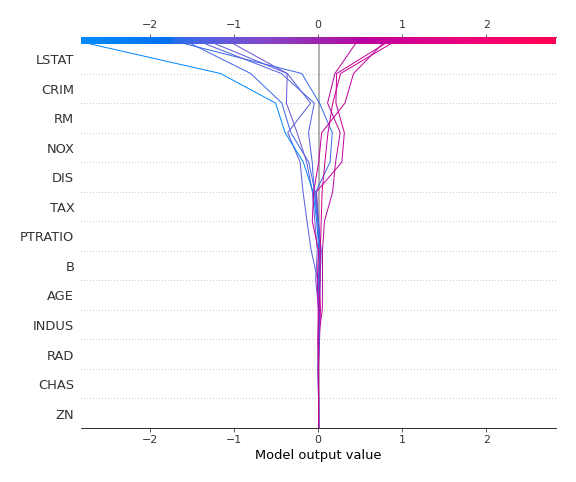 −2 −1 0 1 2
LSTAT
CRIM
RM
NOX
DIS
TAX
PTRATIO
B
AGE
INDUS
RAD
CHAS
ZN
−2 −1 0 1 2
Model output value